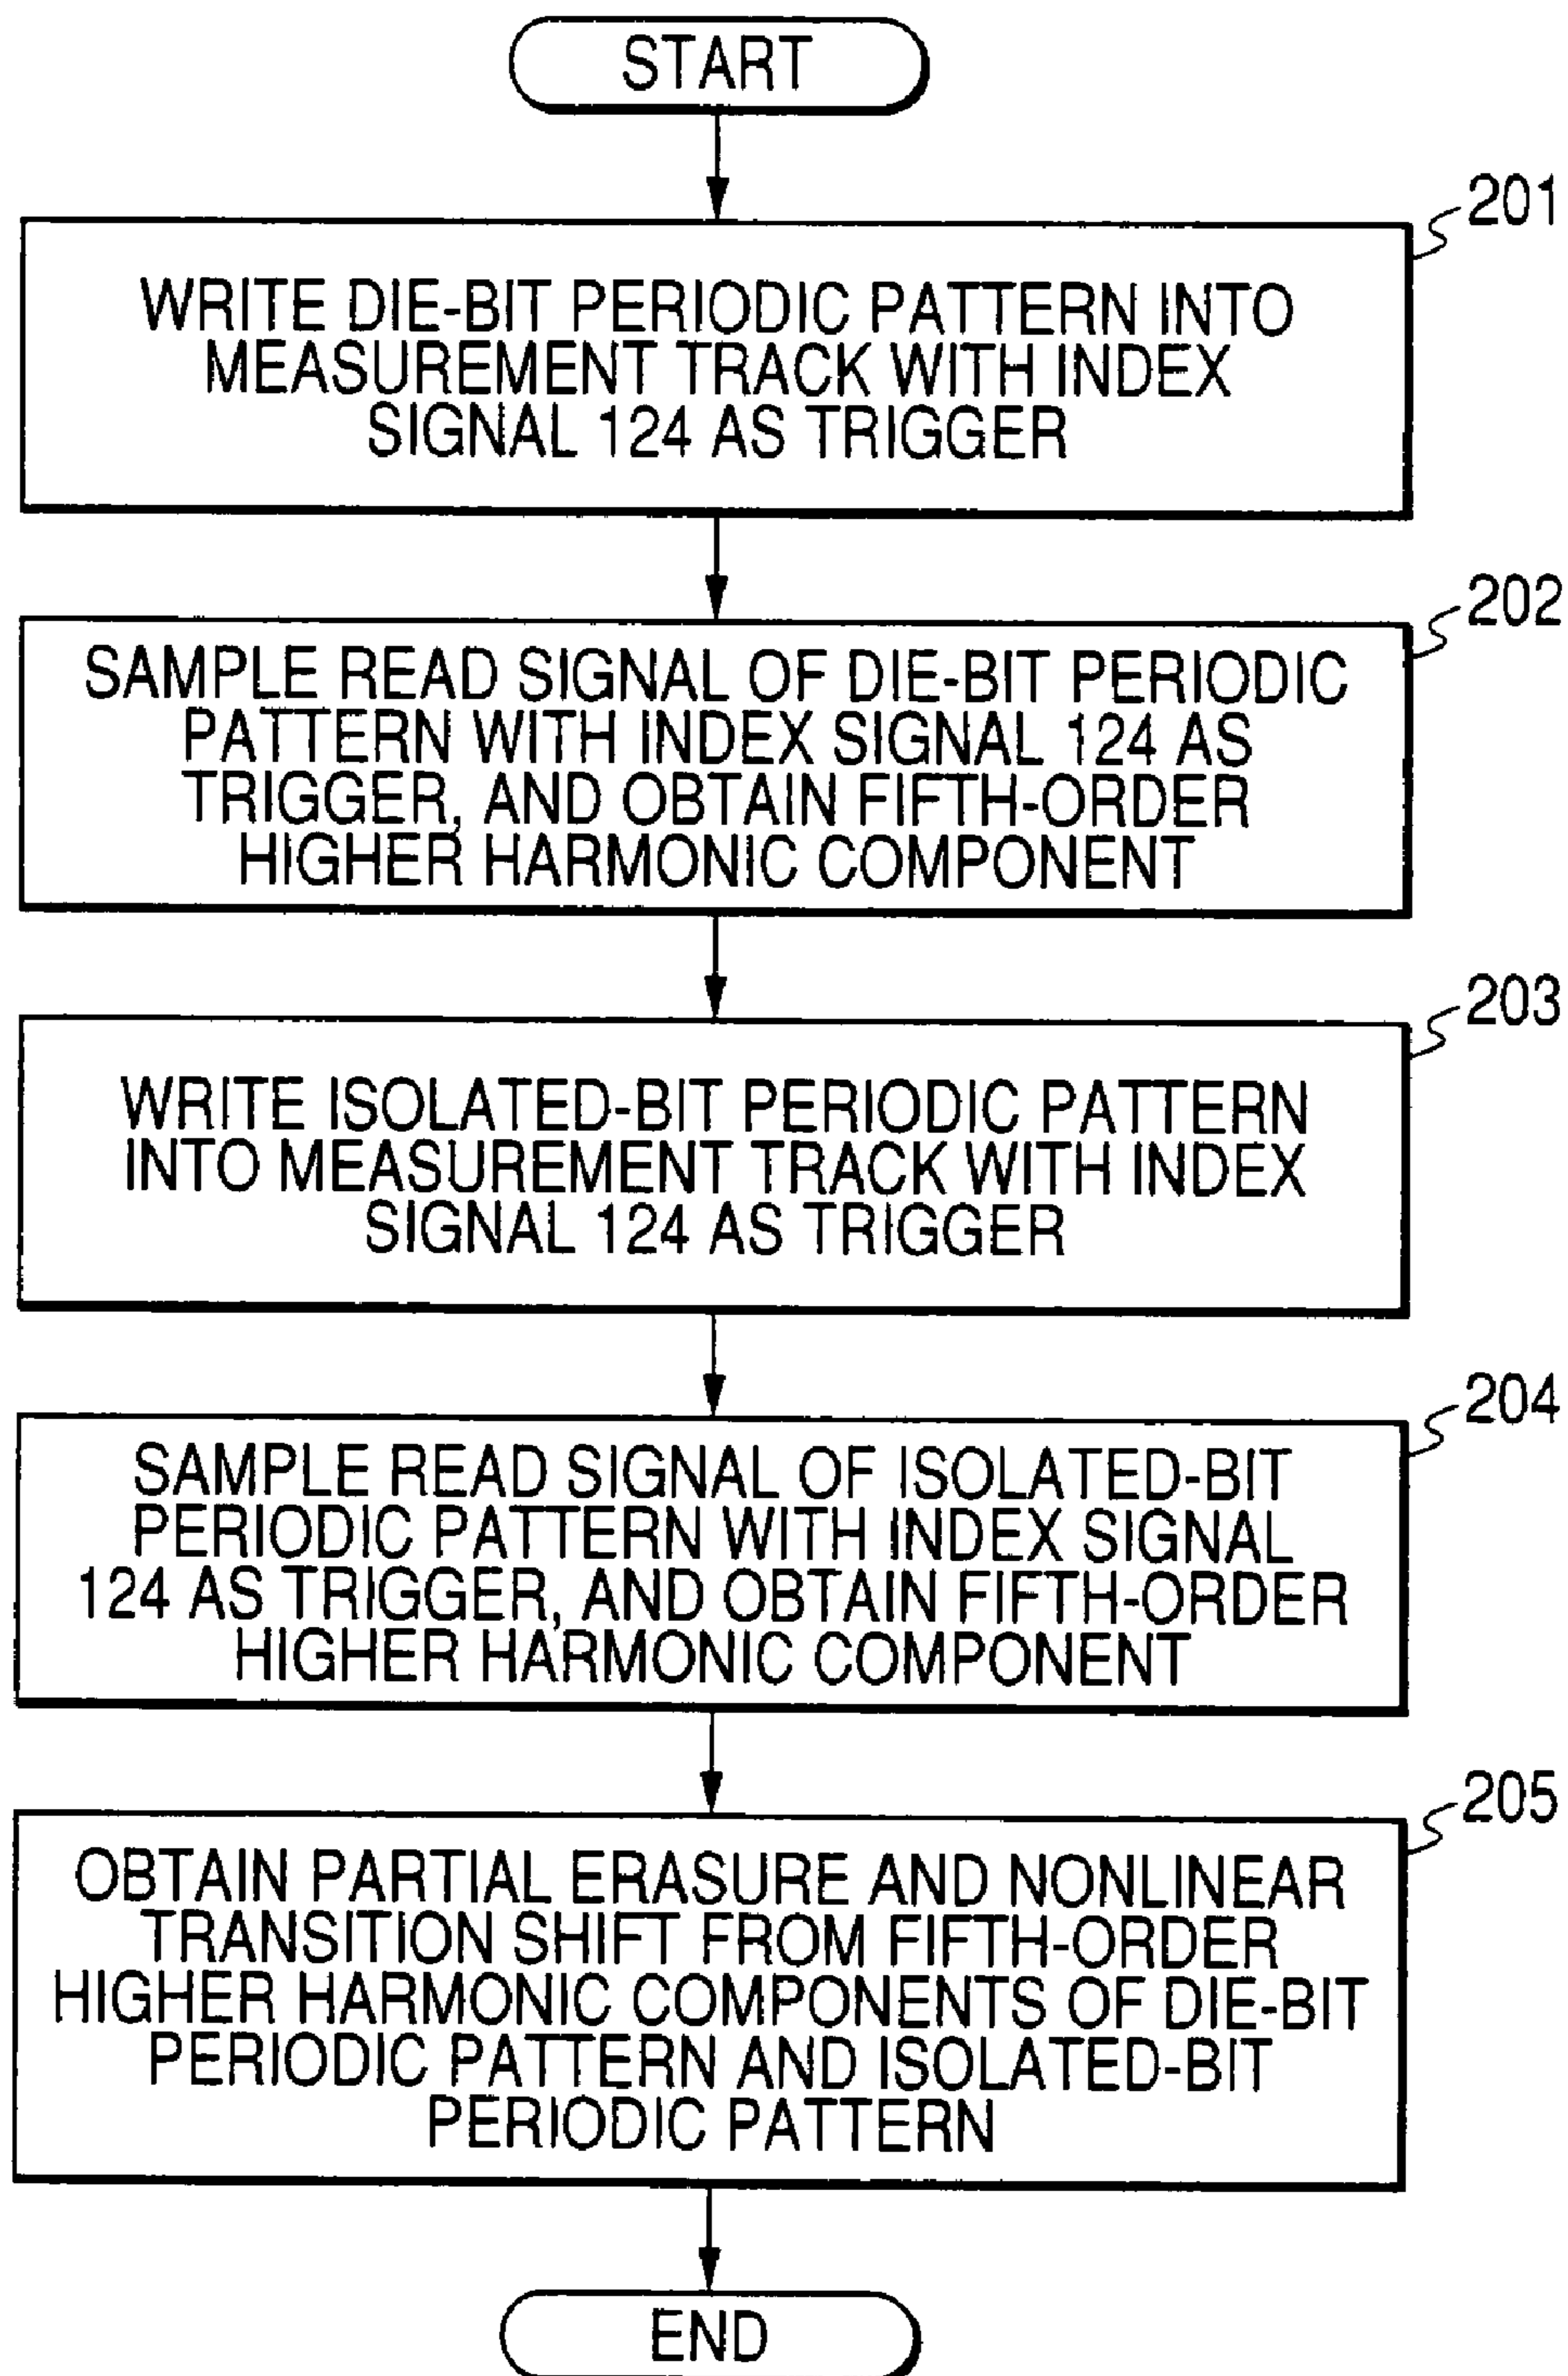 START
201
WRITE DIE-BIT PERIODIC PATTERN INTO
MEASUREMENT TRACK WITH INDEX
SIGNAL 124 AS TRIGGER
202
SAMPLE READ SIGNAL OF DIE-BIT PERIODIC
PATTERN WITH INDEX SIGNAL 124 AS
TRIGGER, AND OBTAIN FIFTH-ORDER
HIGHER HARMONIC COMPONENT
203
WRITE ISOLATED-BIT PERIODIC PATTERN
INTO MEASUREMENT TRACK WITH INDEX
SIGNAL 124 AS TRIGGER
204
SAMPLE READ SIGNAL OF ISOLATED-BIT
PERIODIC PATTERN WITH INDEX SIGNAL
124 AS TRIGGER, AND OBTAIN FIFTH-ORDER
HIGHER HARMONIC COMPONENT
205
OBTAIN PARTIAL ERASURE AND NONLINEAR
TRANSITION SHIFT FROM FIFTH-ORDER
HIGHER HARMONIC COMPONENTS OF DIE-BIT
PERIODIC PATTERN AND ISOLATED-BIT
PERIODIC PATTERN
END